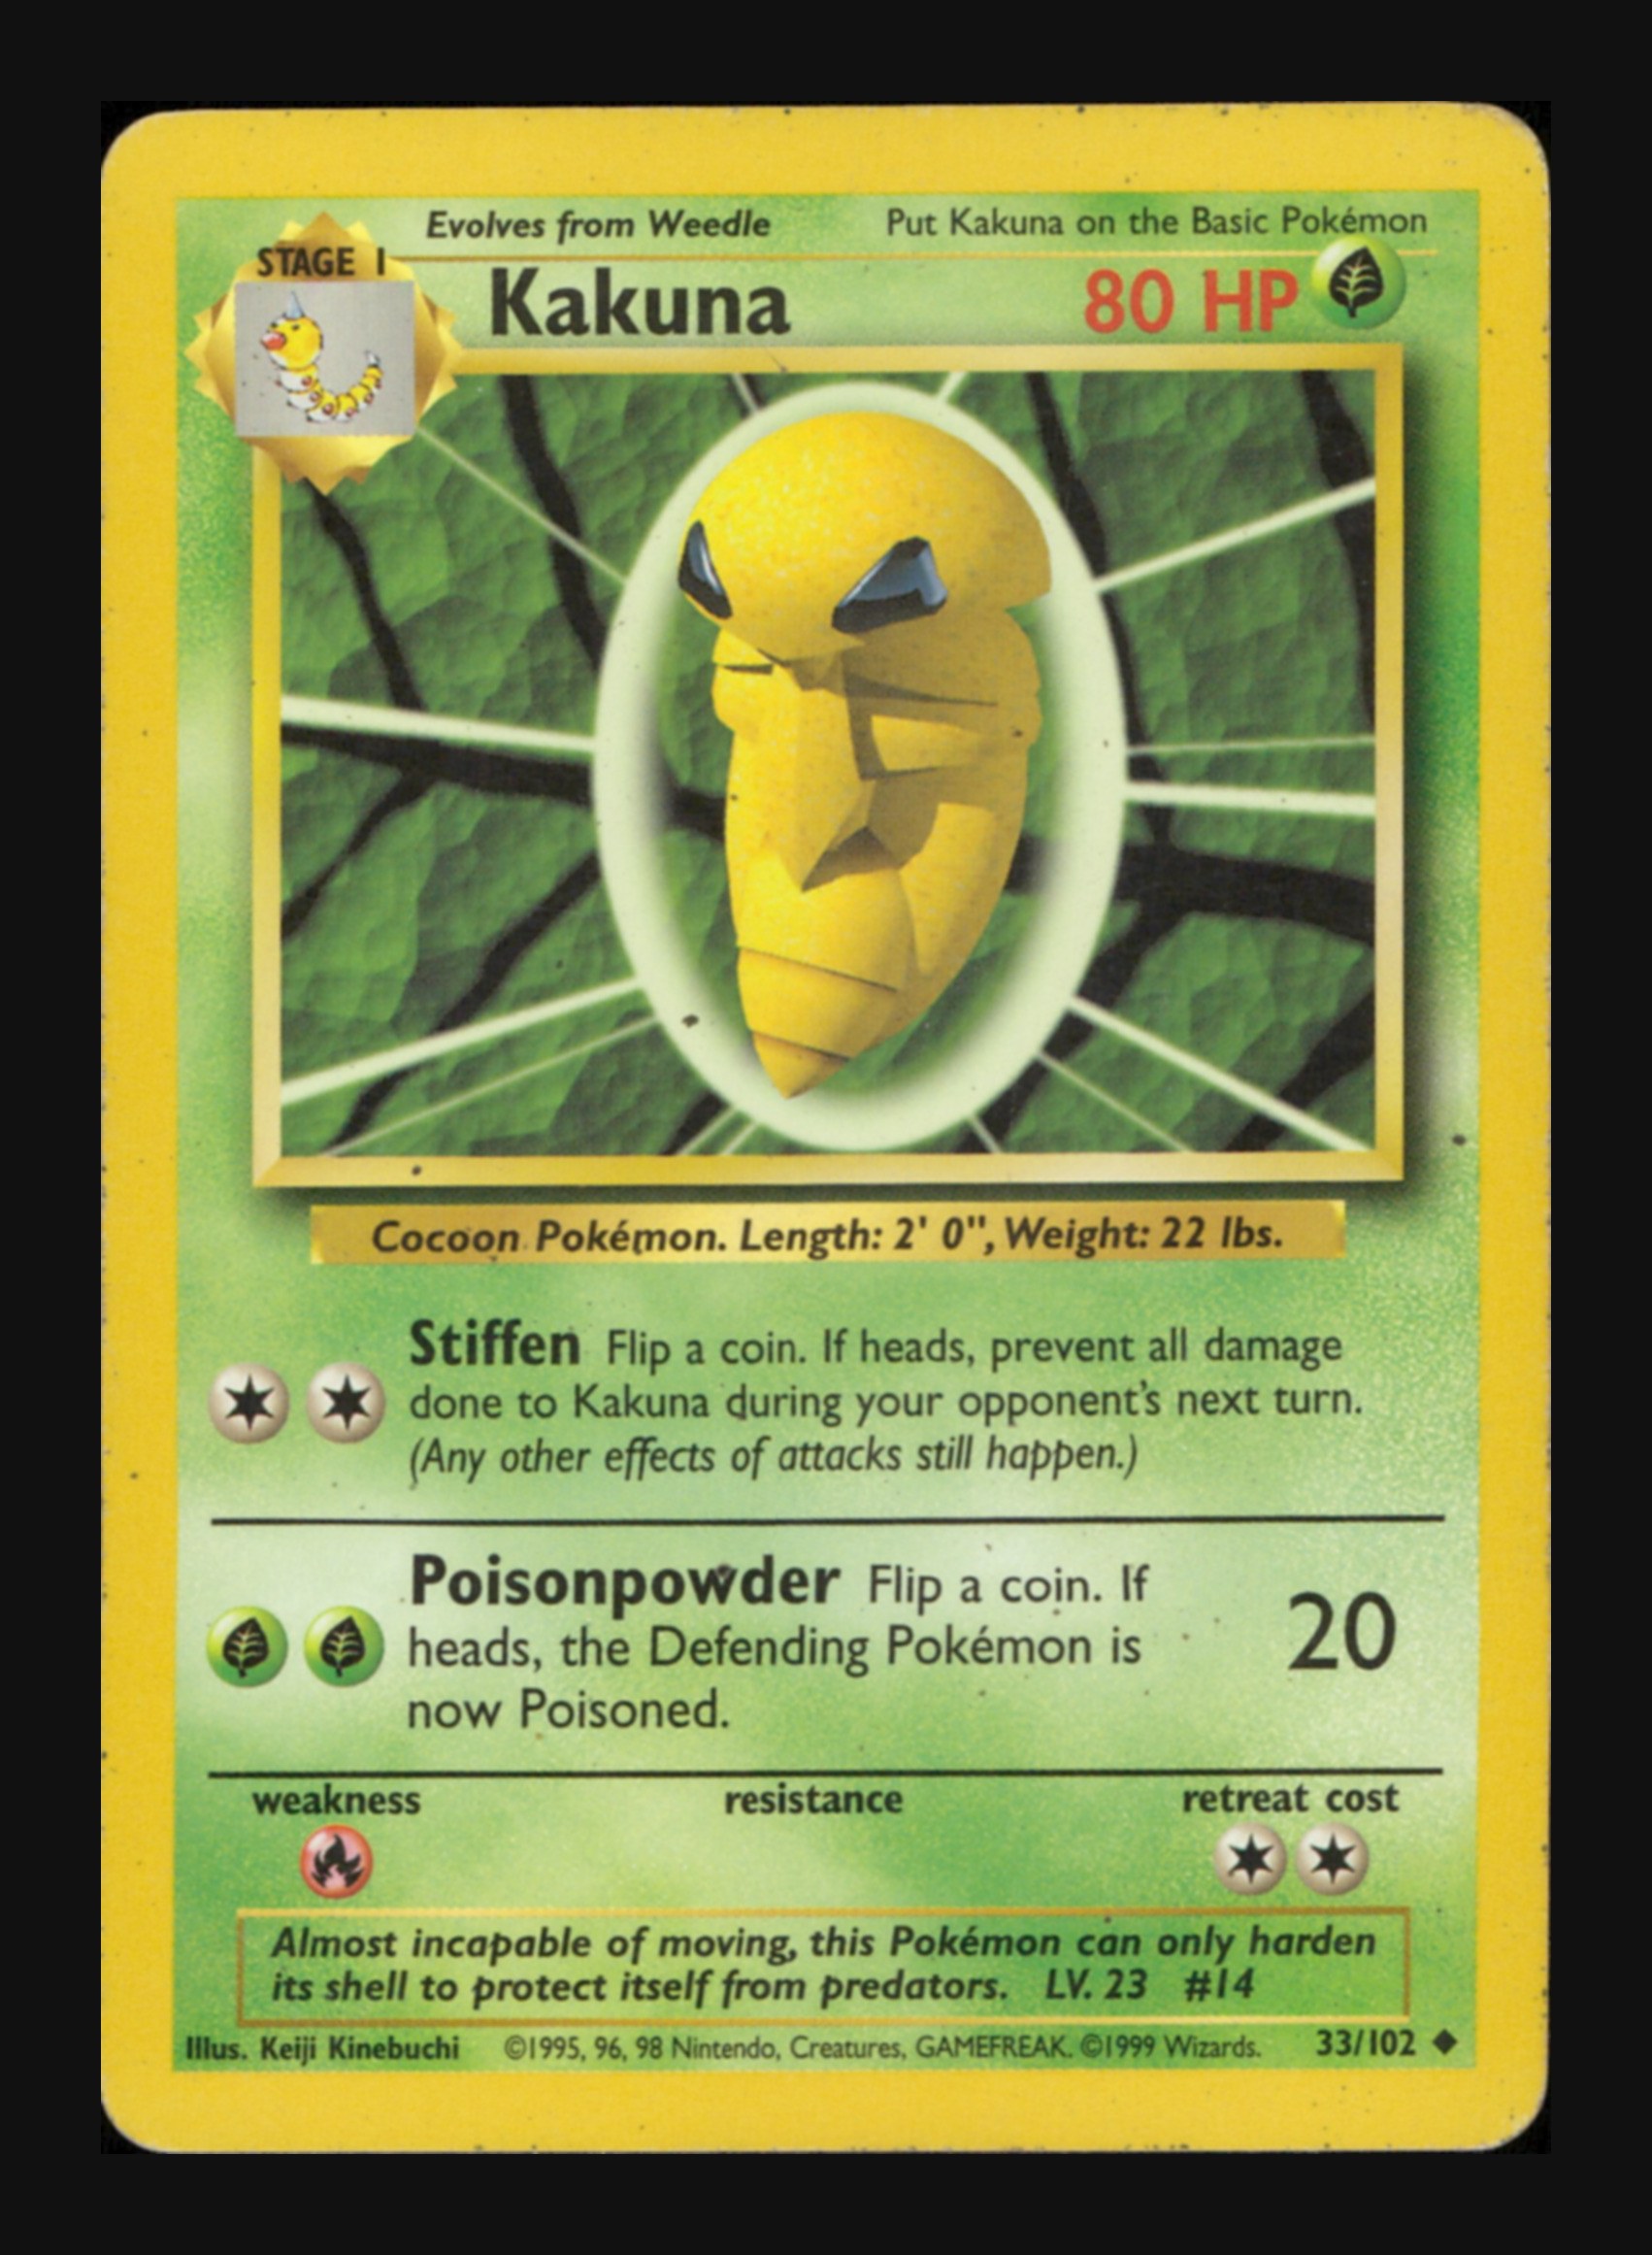 Evolves from Weedle
Put Kakuna on the Basic Pokémon
STAGE 1
Kakuna
80 HP
Cocoon Pokémon. Length: 2' 0", Weight: 22 lbs.
Stiffen Flip a coin. If heads, prevent all damage
done to Kakuna during your opponent's next turn.
(Any other effects of attacks still happen.)
Poisonpowder Flip a coin. If
heads, the Defending Pokémon is
now Poisoned.
20
weakness
resistance
retreat cost
Almost incapable of moving, this Pokémon can only harden
its shell to protect itself from predators. LV. 23 #14
Illus. Keiji Kinebuchi ©1995, 96, 98 Nintendo, Creatures, GAMEFREAK. ©1999 Wizards. 33/102